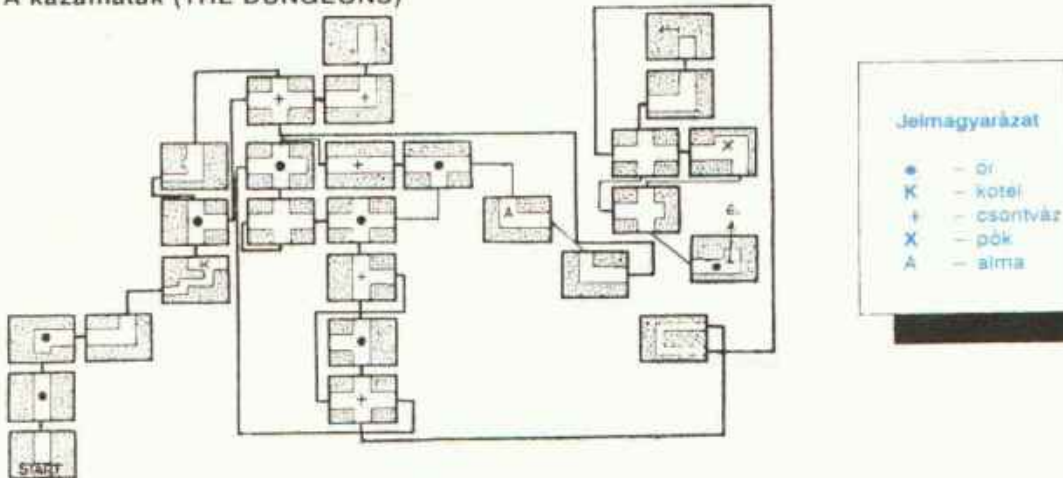 A kazamaták (THE DUNGEONS)
Jelmagyarázat
● – őr
K – kötél
+ – csontváz
X – pók
A – alma
K
A
X
START